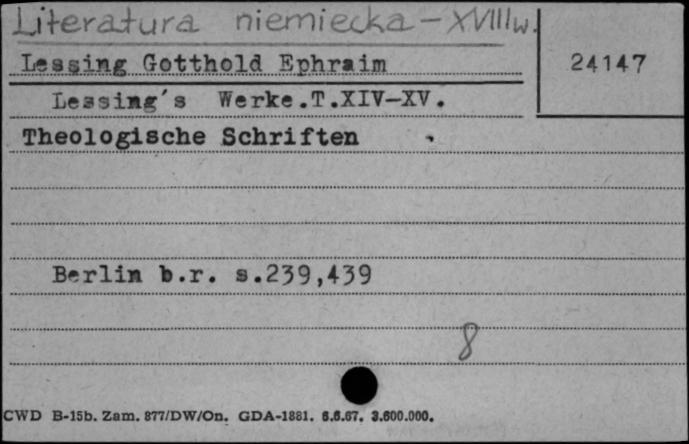 Literatura niemiecka - XVIII w.
Lessing Gotthold Ephraim
24147
Lessing's Werke.T.XIV-XV.
Theologische Schriften
Berlin b.r. s.239,439
8
CWD B-15b. Zam. 877/DW/On. GDA-1881. 6.6.67. 3.600.000.